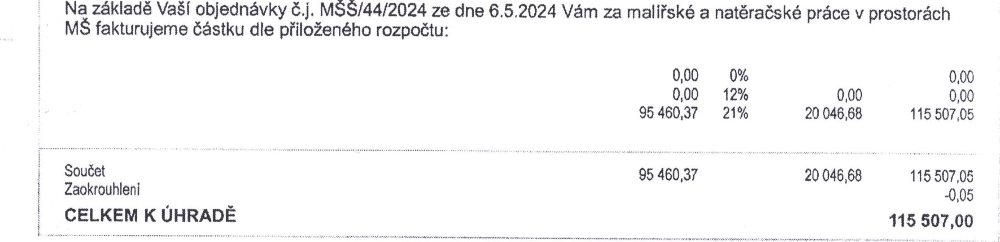 Na základě Vaší objednávky č.j. MŠŠ/44/2024 ze dne 6.5.2024 Vám za malířské a natěračské práce v prostorách
MŠ fakturujeme částku dle přiloženého rozpočtu:
0,00 0% 0,00
0,00 12% 0,00 0,00
95 460,37 21% 20 046,68 115 507,05
Součet 95 460,37 20 046,68 115 507,05
Zaokrouhlení -0,05
CELKEM K ÚHRADĚ 115 507,00